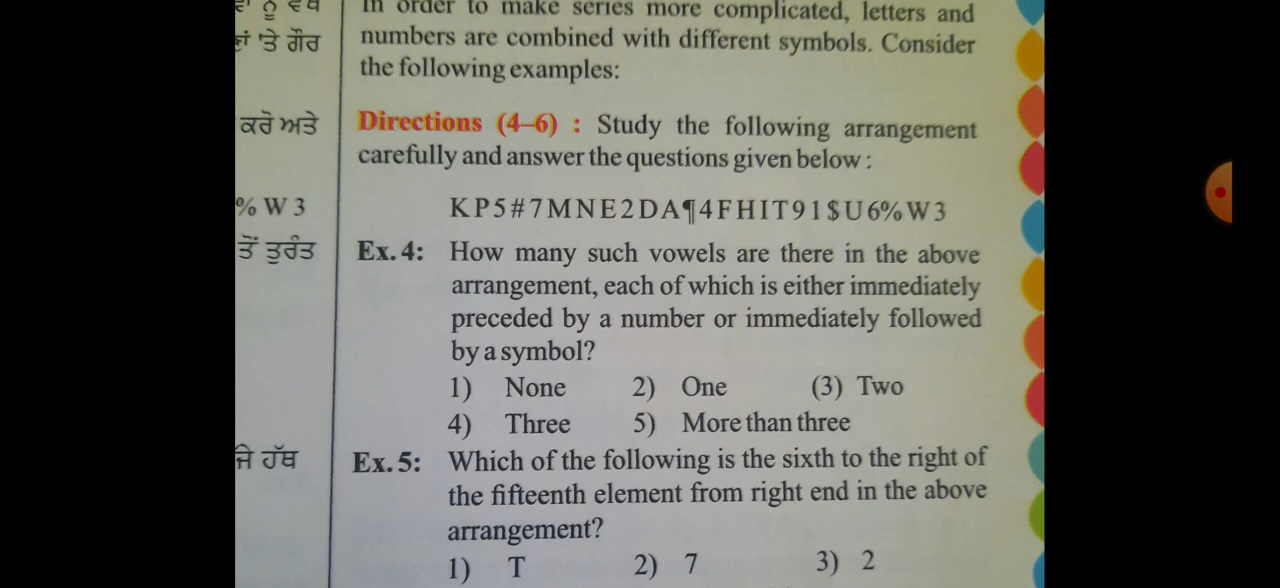 ਨੂੰ ਵੱਖ
'ਤੇ ਗੌਰ
ਕਰੋ ਅਤੇ
% W 3
ਤੋਂ ਤੁਰੰਤ
ਜੇ ਹੱਥ
In order to make series more complicated, letters and
numbers are combined with different symbols. Consider
the following examples:
Directions (4–6) : Study the following arrangement
carefully and answer the questions given below :
K P 5 # 7 M N E 2 D A ¶ 4 F H I T 9 1 $ U 6 % W 3
Ex. 4: How many such vowels are there in the above
arrangement, each of which is either immediately
preceded by a number or immediately followed
by a symbol?
1) None 2) One (3) Two
4) Three 5) More than three
Ex. 5: Which of the following is the sixth to the right of
the fifteenth element from right end in the above
arrangement?
1) T 2) 7 3) 2